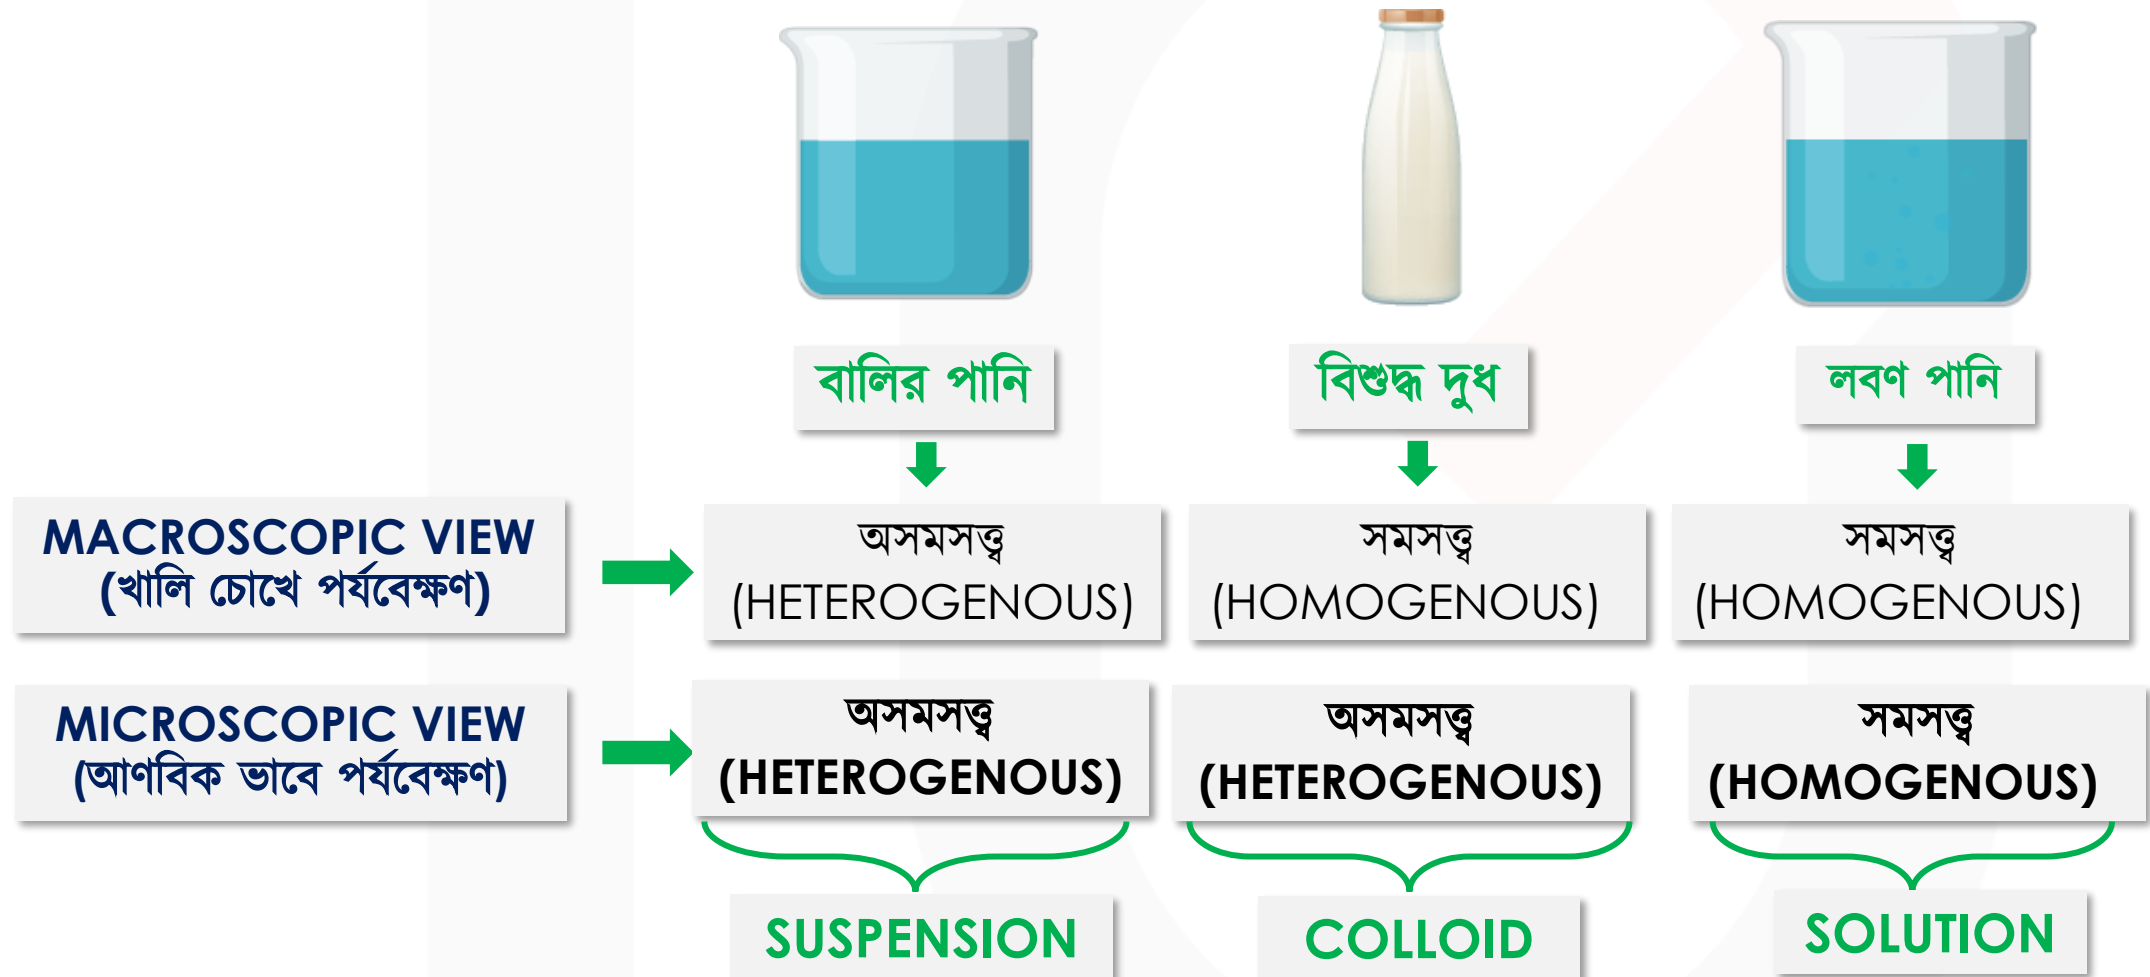 বালির পানি
বিশুদ্ধ দুধ
লবণ পানি
MACROSCOPIC VIEW
(খালি চোখে পর্যবেক্ষণ)
অসমসত্ত্ব
(HETEROGENOUS)
সমসত্ত্ব
(HOMOGENOUS)
সমসত্ত্ব
(HOMOGENOUS)
MICROSCOPIC VIEW
(আণবিক ভাবে পর্যবেক্ষণ)
অসমসত্ত্ব
(HETEROGENOUS)
অসমসত্ত্ব
(HETEROGENOUS)
সমসত্ত্ব
(HOMOGENOUS)
SUSPENSION
COLLOID
SOLUTION